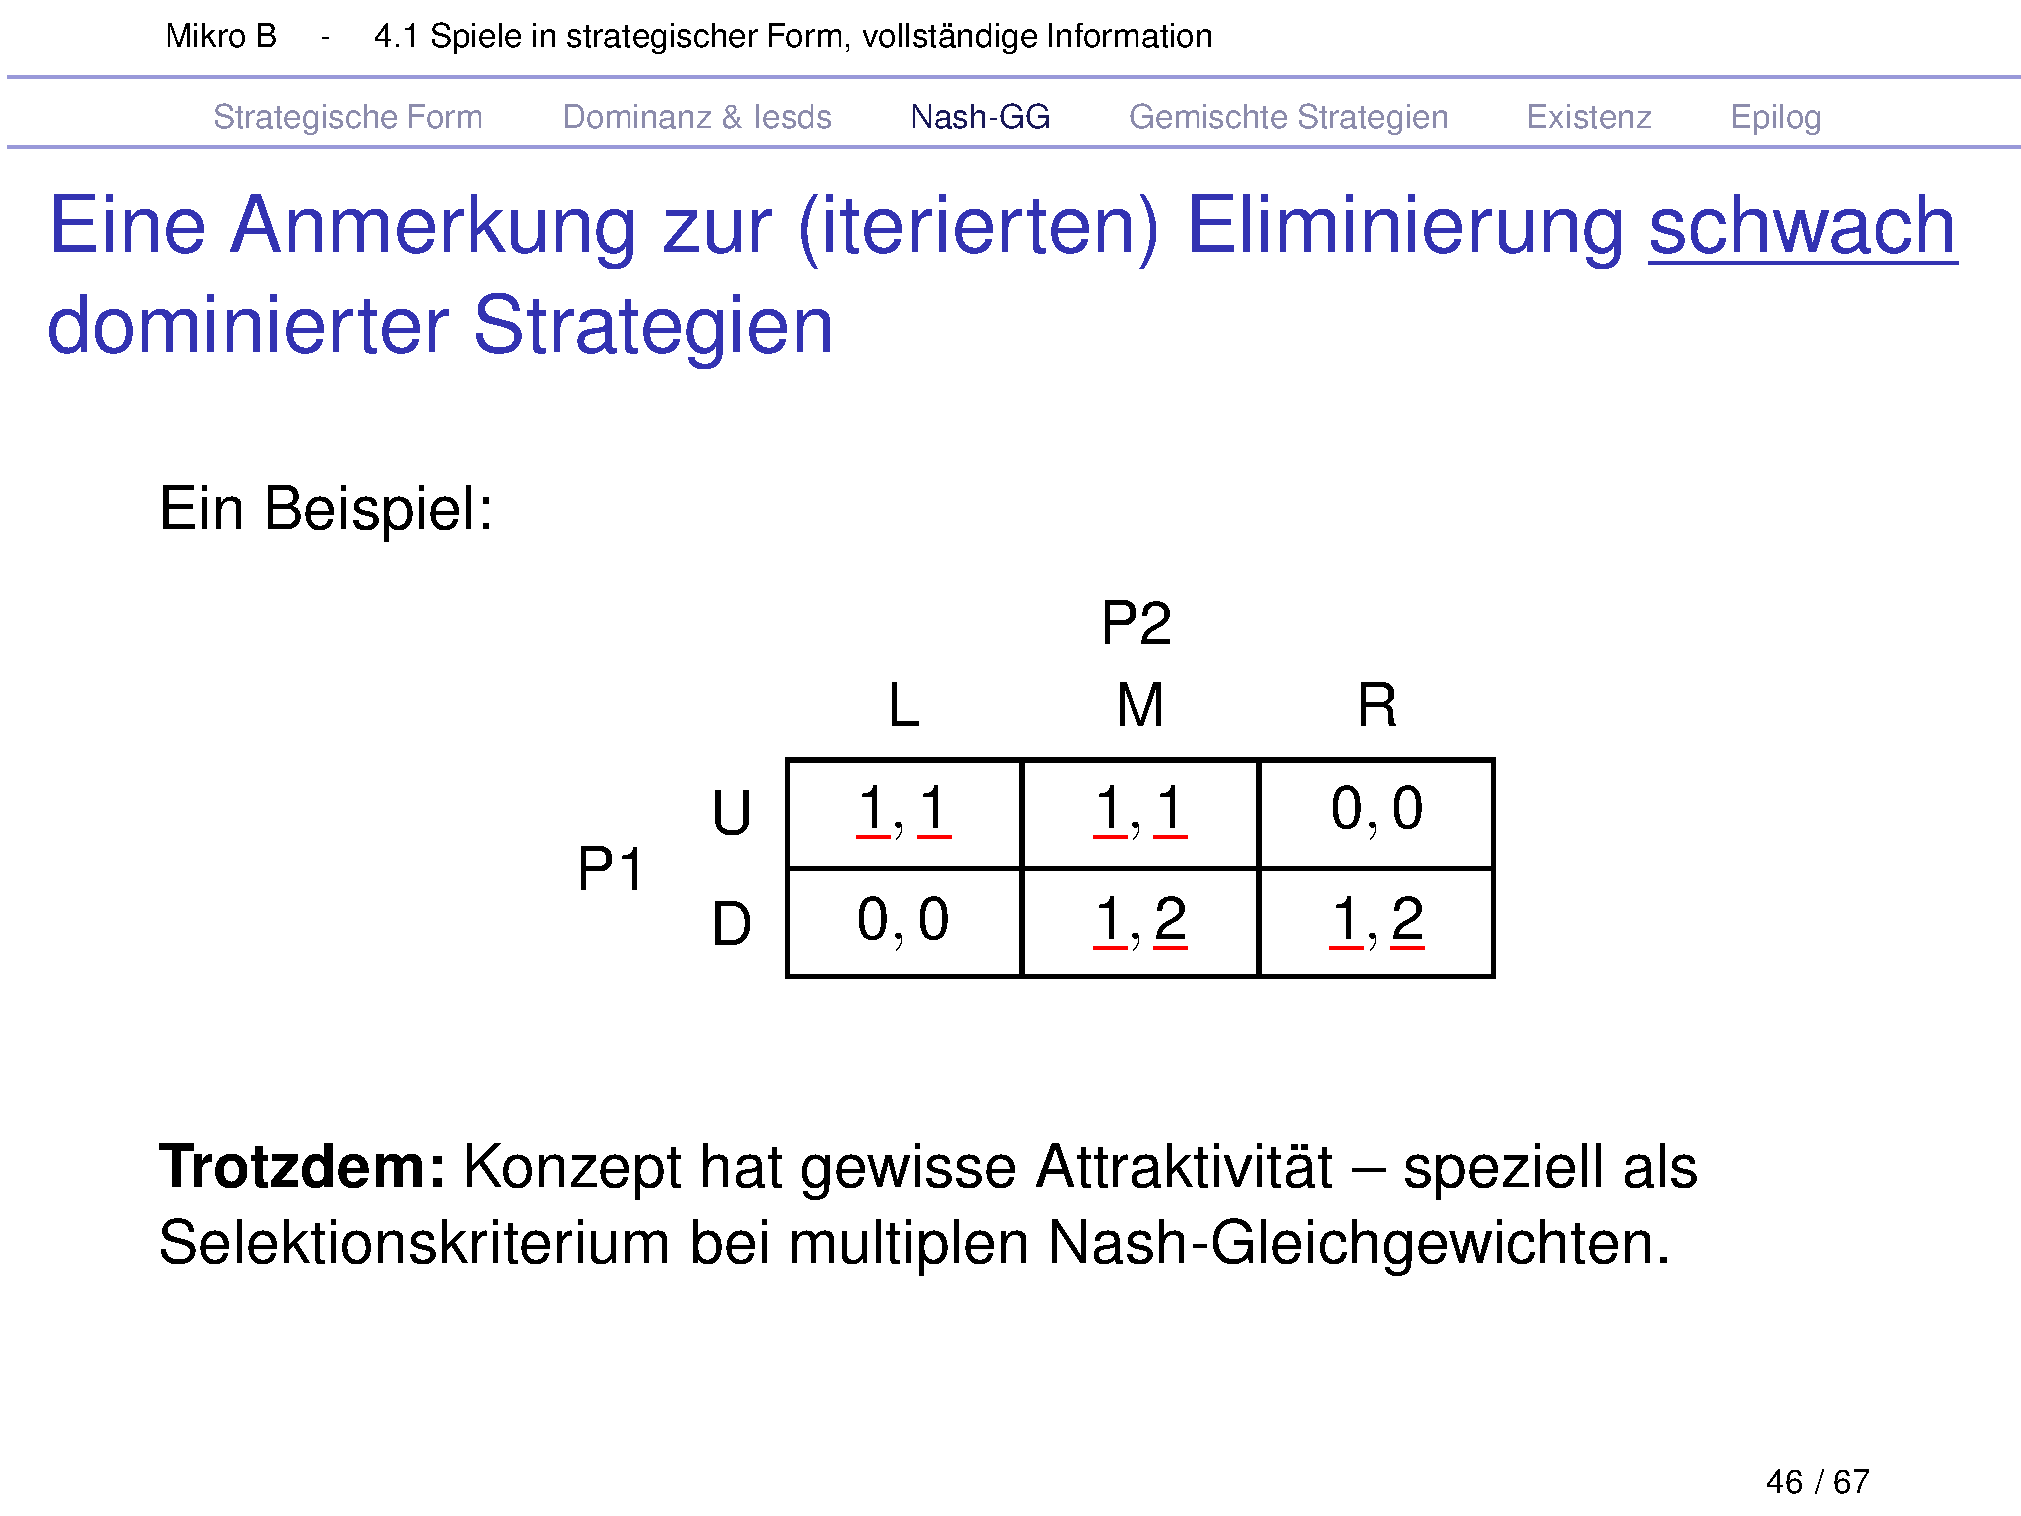 Mikro B - 4.1 Spiele in strategischer Form, vollständige Information
Strategische Form Dominanz & Iesds Nash-GG Gemischte Strategien Existenz Epilog
Eine Anmerkung zur (iterierten) Eliminierung schwach
dominierter Strategien
Ein Beispiel:
P2
L M R
U 1, 1 1, 1 0, 0
P1
D 0, 0 1, 2 1, 2
Trotzdem: Konzept hat gewisse Attraktivität – speziell als
Selektionskriterium bei multiplen Nash-Gleichgewichten.
46 / 67